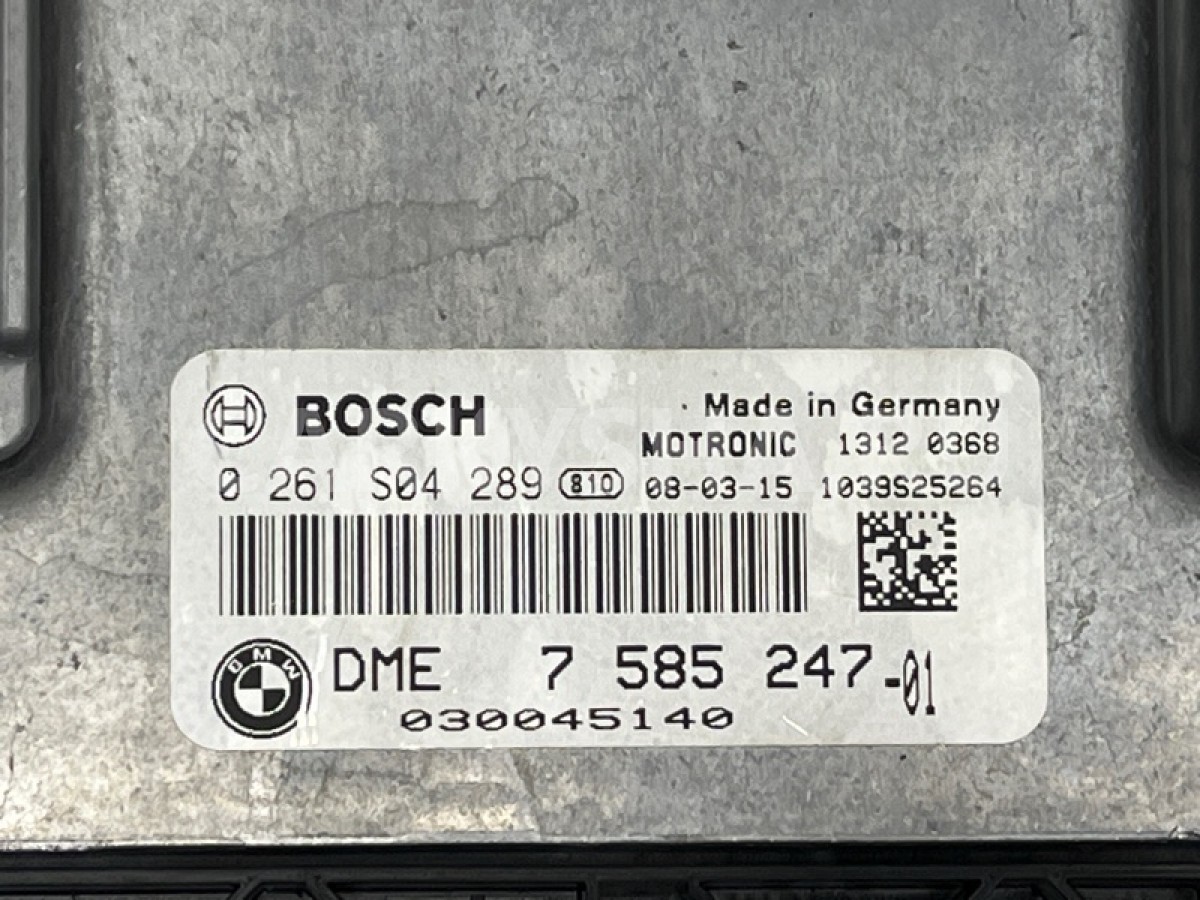 BOSCH
Made in Germany
MOTRONIC 1312 0368
0 261 S04 289 810 08-03-15 1039S25264
BMW DME 7 585 247-01
030045140